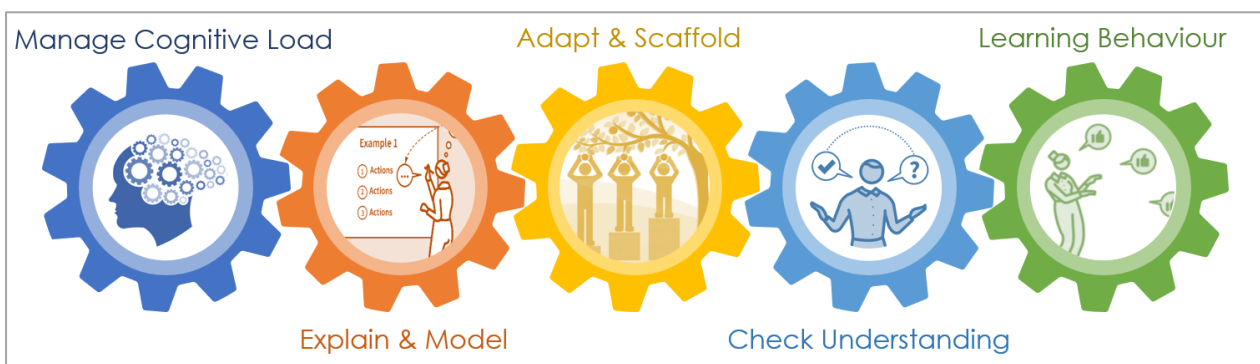 Manage Cognitive Load
Adapt & Scaffold
Learning Behaviour
Example 1
1 Actions
2 Actions
3 Actions
...
?
Explain & Model
Check Understanding